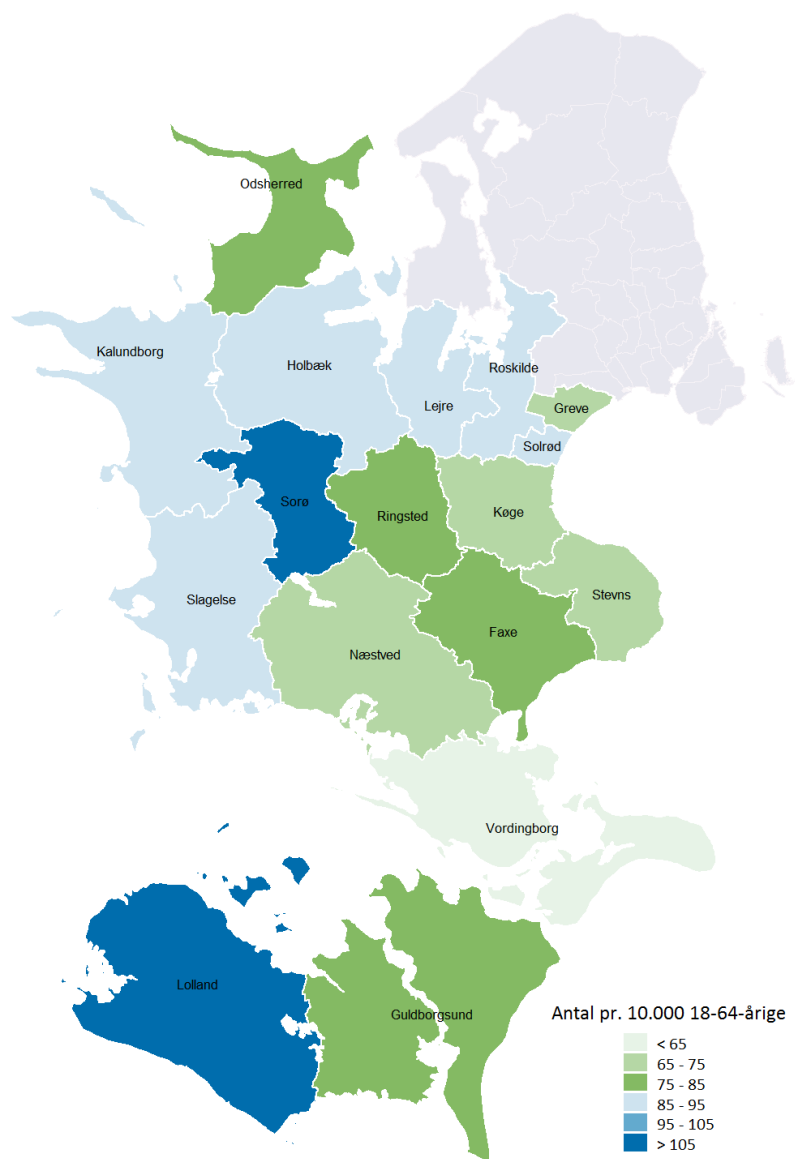 Odsherred
Kalundborg
Holbæk
Roskilde
Lejre
Greve
Solrød
Sorø
Ringsted
Køge
Slagelse
Stevns
Faxe
Næstved
Vordingborg
Lolland
Guldborgsund
Antal pr. 10.000 18-64-årige
< 65
65 - 75
75 - 85
85 - 95
95 - 105
> 105